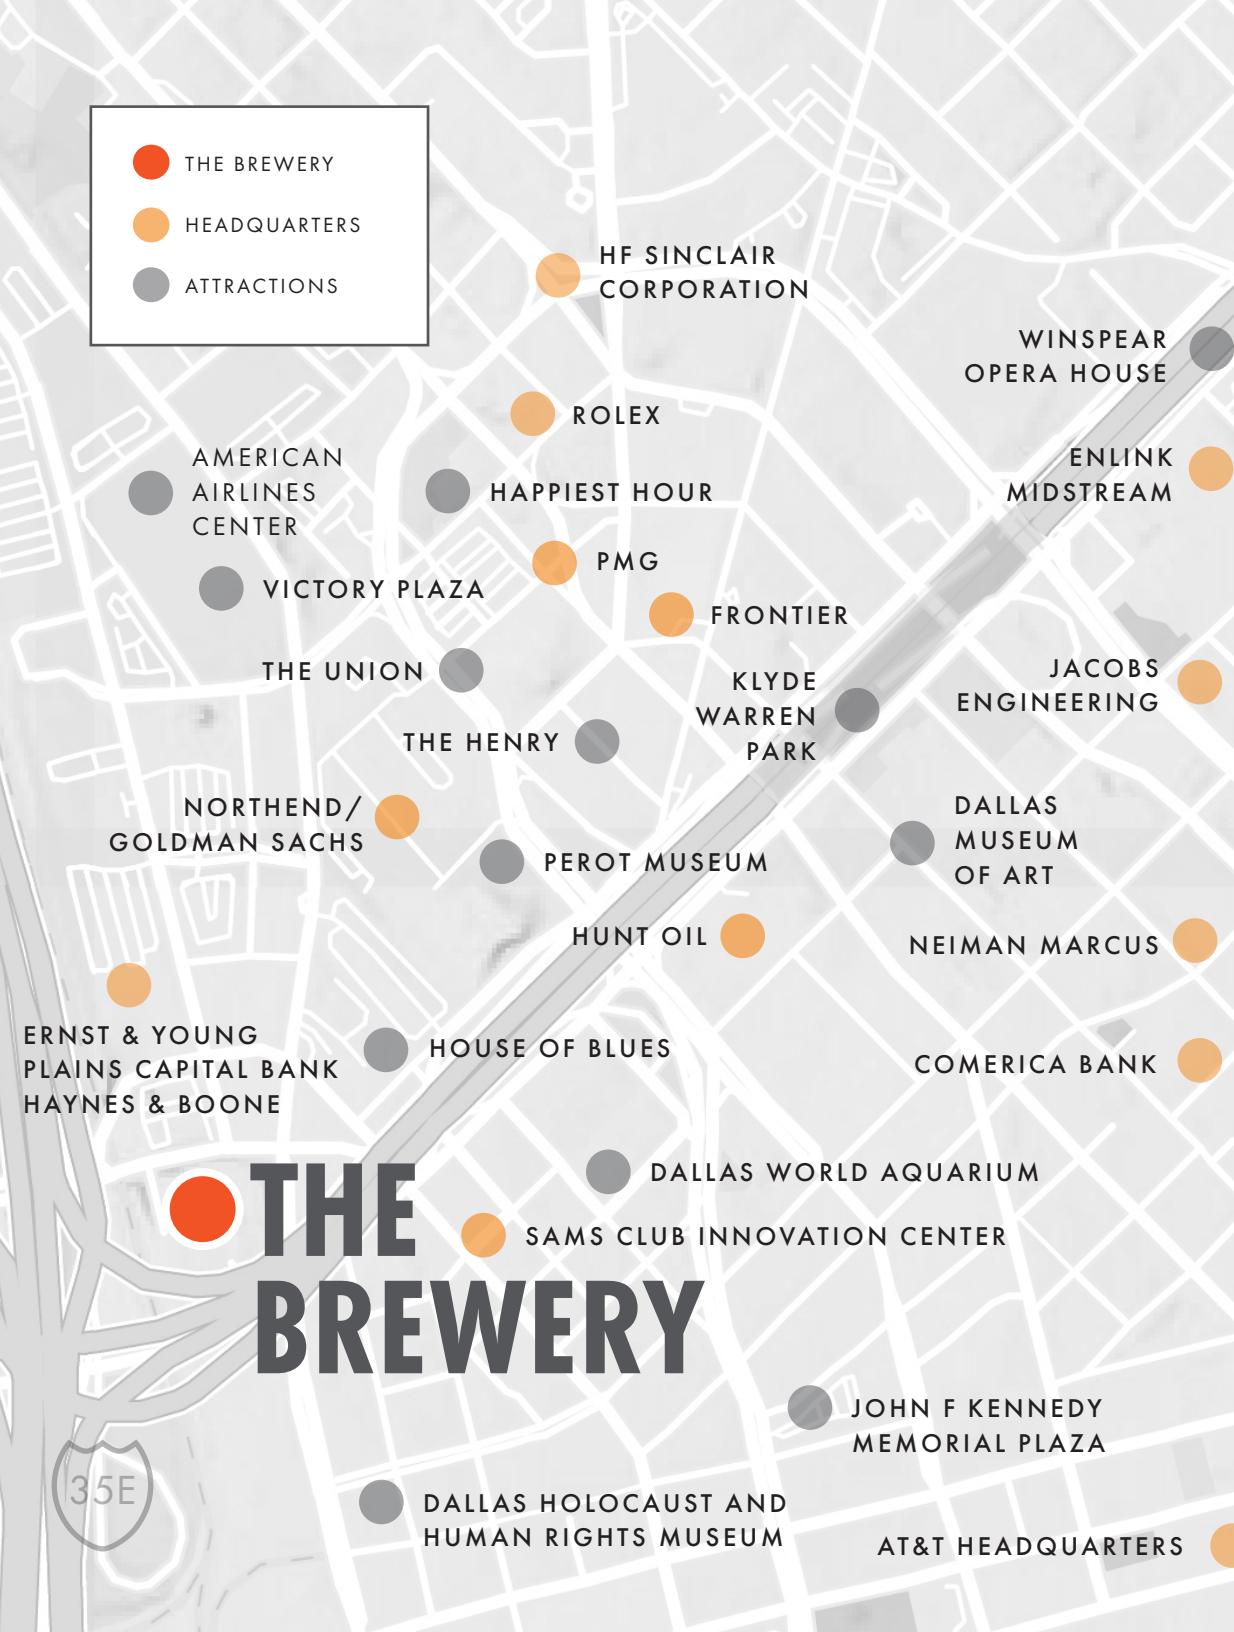 THE BREWERY
HEADQUARTERS
ATTRACTIONS
HF SINCLAIR
CORPORATION
WINSPEAR
OPERA HOUSE
ROLEX
AMERICAN
AIRLINES
CENTER
HAPPIEST HOUR
ENLINK
MIDSTREAM
PMG
VICTORY PLAZA
FRONTIER
THE UNION
KLYDE
WARREN
PARK
JACOBS
ENGINEERING
THE HENRY
NORTHEND/
GOLDMAN SACHS
PEROT MUSEUM
DALLAS
MUSEUM
OF ART
HUNT OIL
NEIMAN MARCUS
ERNST & YOUNG
PLAINS CAPITAL BANK
HAYNES & BOONE
HOUSE OF BLUES
COMERICA BANK
DALLAS WORLD AQUARIUM
THE
BREWERY
SAMS CLUB INNOVATION CENTER
JOHN F KENNEDY
MEMORIAL PLAZA
35E
DALLAS HOLOCAUST AND
HUMAN RIGHTS MUSEUM
AT&T HEADQUARTERS